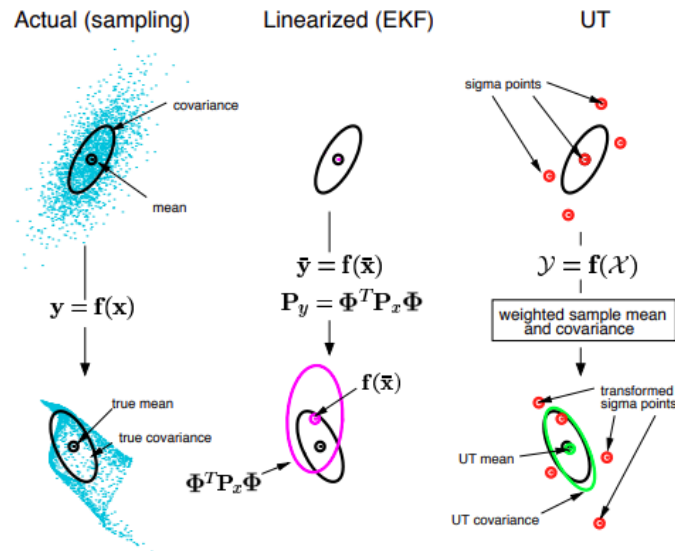 Actual (sampling)
Linearized (EKF)
UT
covariance
mean
sigma points
y = f(x)
ȳ = f(x̄)
P_y = Φ^T P_x Φ
𝒴 = f(𝒳)
weighted sample mean
and covariance
true mean
true covariance
f(x̄)
Φ^T P_x Φ
transformed
sigma points
UT mean
UT covariance